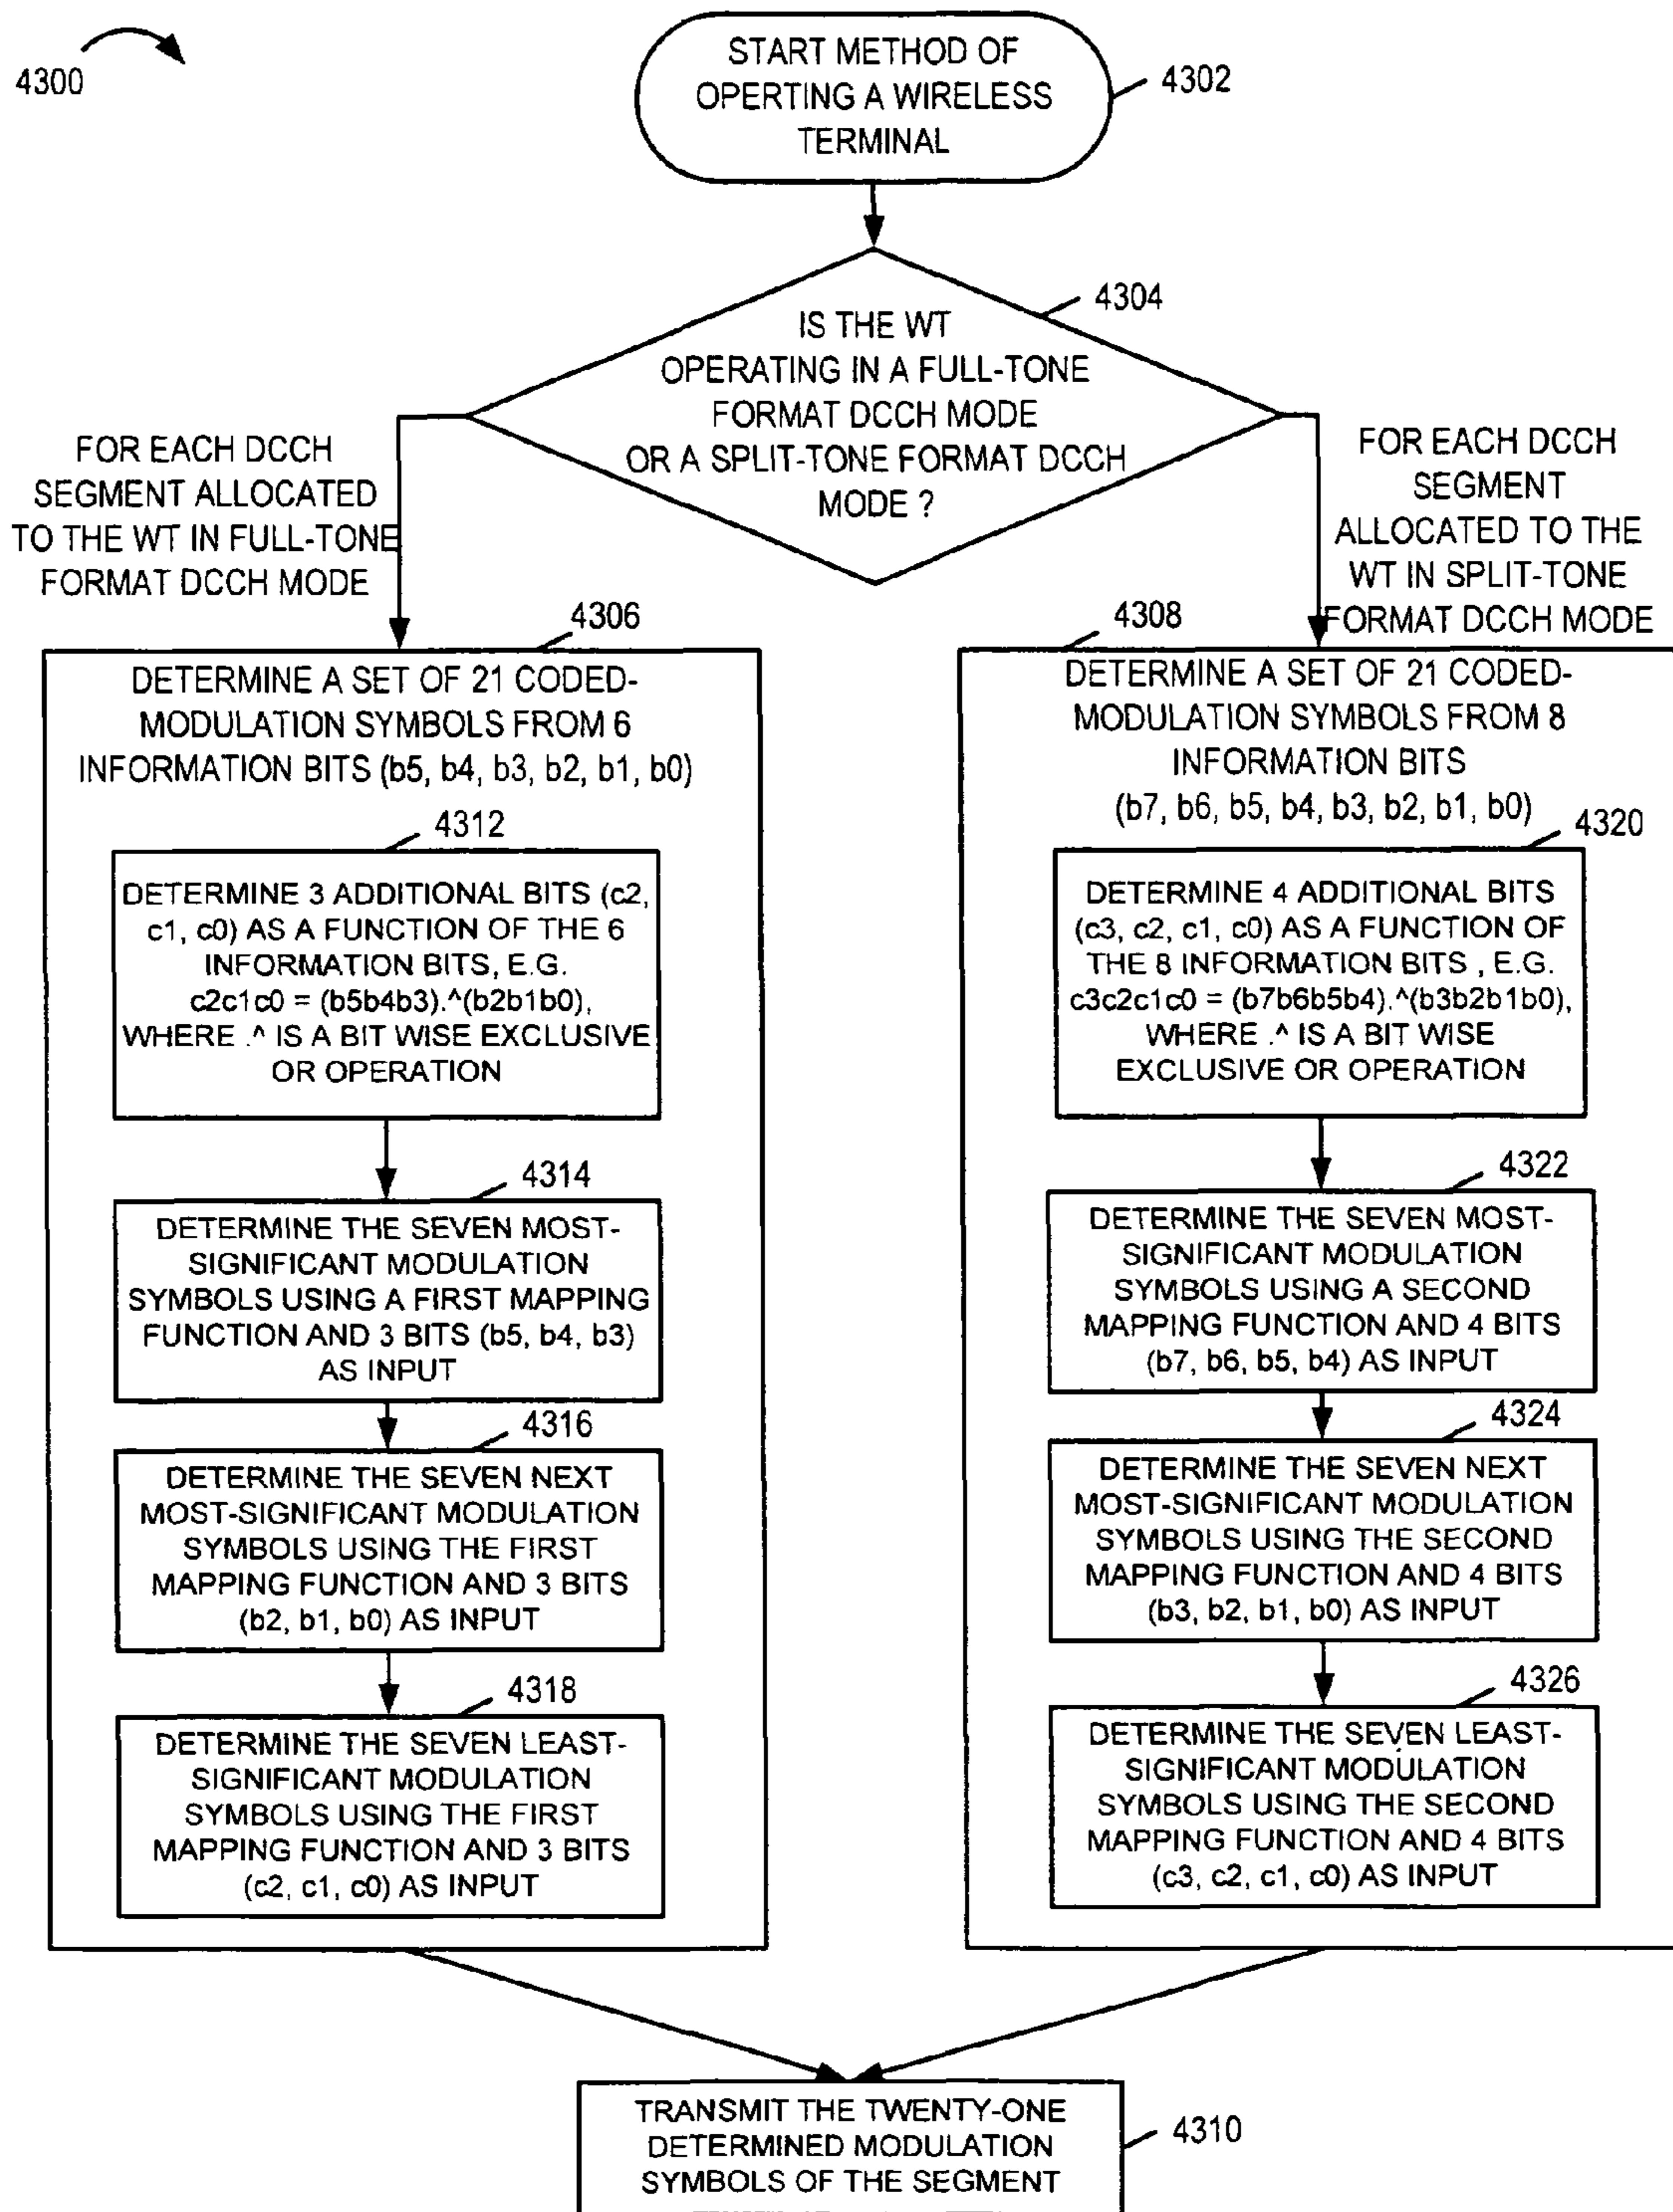 4300
START METHOD OF
OPERTING A WIRELESS
TERMINAL
4302
4304
IS THE WT
OPERATING IN A FULL-TONE
FORMAT DCCH MODE
OR A SPLIT-TONE FORMAT DCCH
MODE ?
FOR EACH DCCH
SEGMENT ALLOCATED
TO THE WT IN FULL-TONE
FORMAT DCCH MODE
FOR EACH DCCH
SEGMENT
ALLOCATED TO THE
WT IN SPLIT-TONE
FORMAT DCCH MODE
4306
DETERMINE A SET OF 21 CODED-
MODULATION SYMBOLS FROM 6
INFORMATION BITS (b5, b4, b3, b2, b1, b0)
4312
DETERMINE 3 ADDITIONAL BITS (c2,
c1, c0) AS A FUNCTION OF THE 6
INFORMATION BITS, E.G.
c2c1c0 = (b5b4b3).^(b2b1b0),
WHERE .^ IS A BIT WISE EXCLUSIVE
OR OPERATION
4314
DETERMINE THE SEVEN MOST-
SIGNIFICANT MODULATION
SYMBOLS USING A FIRST MAPPING
FUNCTION AND 3 BITS (b5, b4, b3)
AS INPUT
4316
DETERMINE THE SEVEN NEXT
MOST-SIGNIFICANT MODULATION
SYMBOLS USING THE FIRST
MAPPING FUNCTION AND 3 BITS
(b2, b1, b0) AS INPUT
4318
DETERMINE THE SEVEN LEAST-
SIGNIFICANT MODULATION
SYMBOLS USING THE FIRST
MAPPING FUNCTION AND 3 BITS
(c2, c1, c0) AS INPUT
4308
DETERMINE A SET OF 21 CODED-
MODULATION SYMBOLS FROM 8
INFORMATION BITS
(b7, b6, b5, b4, b3, b2, b1, b0)
4320
DETERMINE 4 ADDITIONAL BITS
(c3, c2, c1, c0) AS A FUNCTION OF
THE 8 INFORMATION BITS , E.G.
c3c2c1c0 = (b7b6b5b4).^(b3b2b1b0),
WHERE .^ IS A BIT WISE
EXCLUSIVE OR OPERATION
4322
DETERMINE THE SEVEN MOST-
SIGNIFICANT MODULATION
SYMBOLS USING A SECOND
MAPPING FUNCTION AND 4 BITS
(b7, b6, b5, b4) AS INPUT
4324
DETERMINE THE SEVEN NEXT
MOST-SIGNIFICANT MODULATION
SYMBOLS USING THE SECOND
MAPPING FUNCTION AND 4 BITS
(b3, b2, b1, b0) AS INPUT
4326
DETERMINE THE SEVEN LEAST-
SIGNIFICANT MODULATION
SYMBOLS USING THE SECOND
MAPPING FUNCTION AND 4 BITS
(c3, c2, c1, c0) AS INPUT
TRANSMIT THE TWENTY-ONE
DETERMINED MODULATION
SYMBOLS OF THE SEGMENT
4310